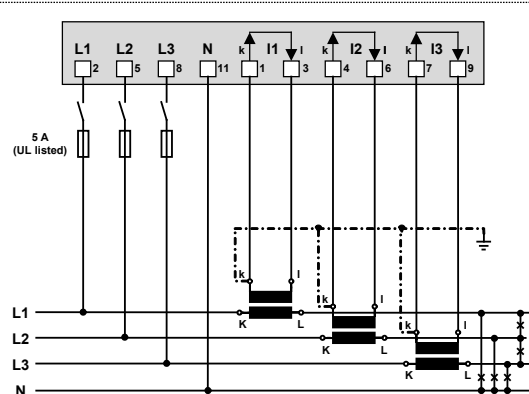 L1 L2 L3 N k I1 l k I2 l k I3 l
2 5 8 11 1 3 4 6 7 9
5 A
(UL listed)
k l
k l
L1 K L
k l
L2 K L
L3 K L
N